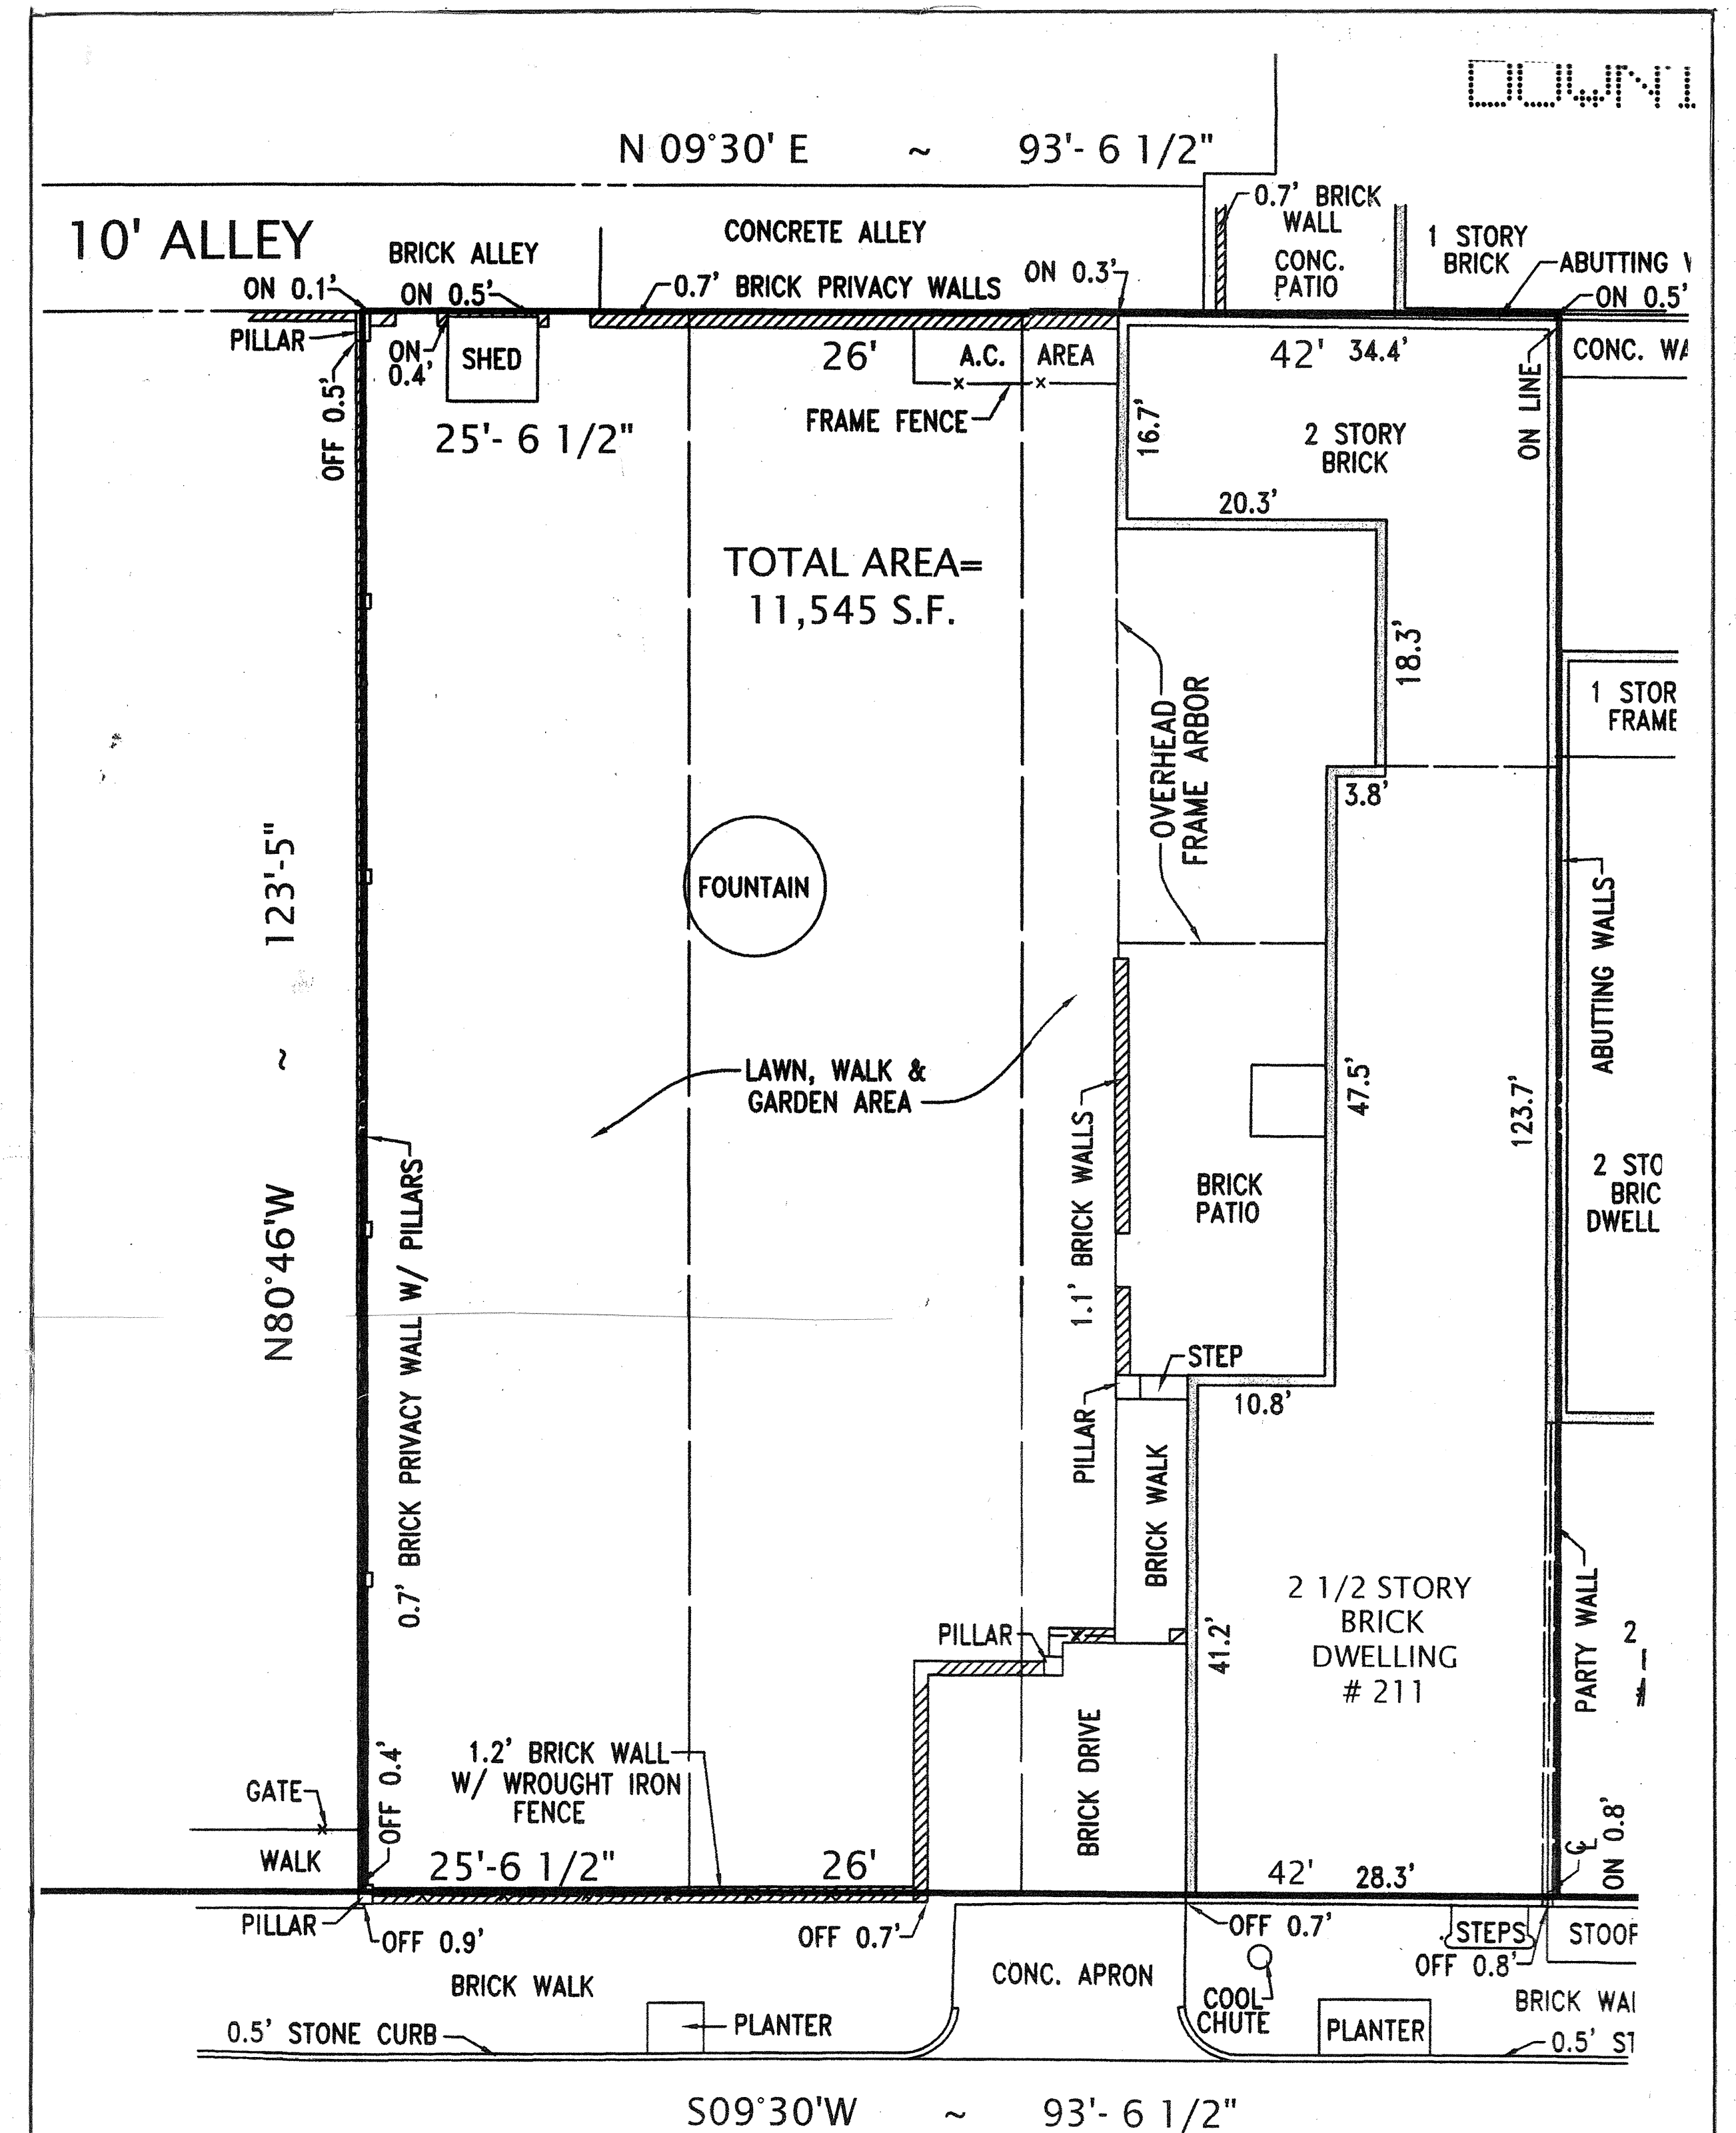 DOWN
N 09°30' E ~ 93'- 6 1/2"
10' ALLEY
BRICK ALLEY
CONCRETE ALLEY
0.7' BRICK
WALL
CONC.
PATIO
1 STORY
BRICK
ABUTTING
ON 0.1'
ON 0.5'
0.7' BRICK PRIVACY WALLS
ON 0.3'
ON 0.5'
PILLAR
ON
0.4'
SHED
26'
A.C. AREA
42' 34.4'
CONC.
OFF 0.5'
25'- 6 1/2"
FRAME FENCE
16.7'
2 STORY
BRICK
ON LINE
20.3'
TOTAL AREA=
11,545 S.F.
18.3'
OVERHEAD
FRAME ARBOR
1 STOR
FRAME
3.8'
FOUNTAIN
N80°46'W ~ 123'-5"
ABUTTING WALLS
LAWN, WALK &
GARDEN AREA
47.5'
123.7'
1.1' BRICK WALLS
BRICK
PATIO
2 STO
BRIC
DWELL
0.7' BRICK PRIVACY WALL W/ PILLARS
STEP
10.8'
PILLAR
BRICK WALK
2 1/2 STORY
BRICK
DWELLING
# 211
PARTY WALL
2
PILLAR
41.2'
BRICK DRIVE
1.2' BRICK WALL
W/ WROUGHT IRON
FENCE
GATE
OFF 0.4'
WALK
25'-6 1/2"
26'
42' 28.3'
℄
ON 0.8'
PILLAR
OFF 0.9'
OFF 0.7'
OFF 0.7'
STEPS
STOOP
OFF 0.8'
BRICK WALK
CONC. APRON
COOL
CHUTE
BRICK WAl
0.5' STONE CURB
PLANTER
PLANTER
0.5' ST
S09°30'W ~ 93'- 6 1/2"